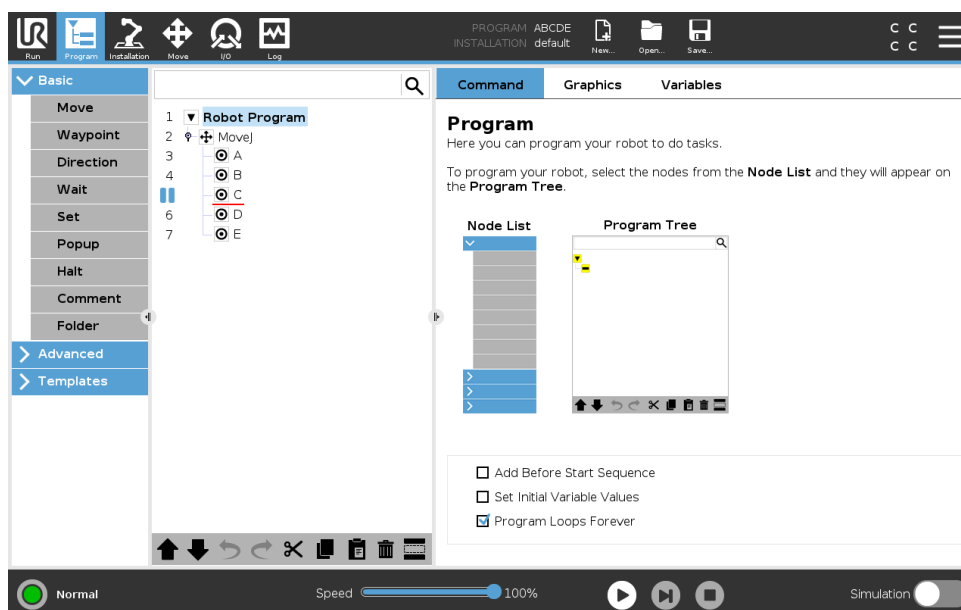 PROGRAM ABCDE
INSTALLATION default
UR
Run
Program
Installation
Move
I/O
Log
New...
Open...
Save...
C C
C C
Basic
Move
Waypoint
Direction
Wait
Set
Popup
Halt
Comment
Folder
Advanced
Templates
1 Robot Program
2 MoveJ
3 A
4 B
C
6 D
7 E
Command Graphics Variables
Program
Here you can program your robot to do tasks.
To program your robot, select the nodes from the Node List and they will appear on
the Program Tree.
Node List Program Tree
Add Before Start Sequence
Set Initial Variable Values
Program Loops Forever
Normal
Speed 100%
Simulation